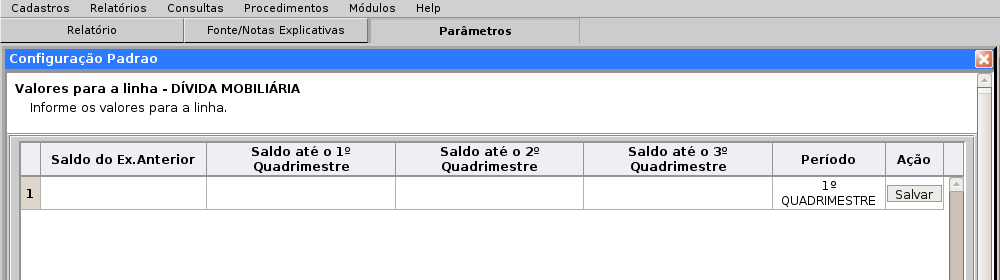 Cadastros Relatórios Consultas Procedimentos Módulos Help
Relatório Fonte/Notas Explicativas Parâmetros
Configuração Padrao
Valores para a linha - DÍVIDA MOBILIÁRIA
Informe os valores para a linha.
Saldo do Ex.Anterior Saldo até o 1º Quadrimestre Saldo até o 2º Quadrimestre Saldo até o 3º Quadrimestre Período Ação
1 1º QUADRIMESTRE Salvar